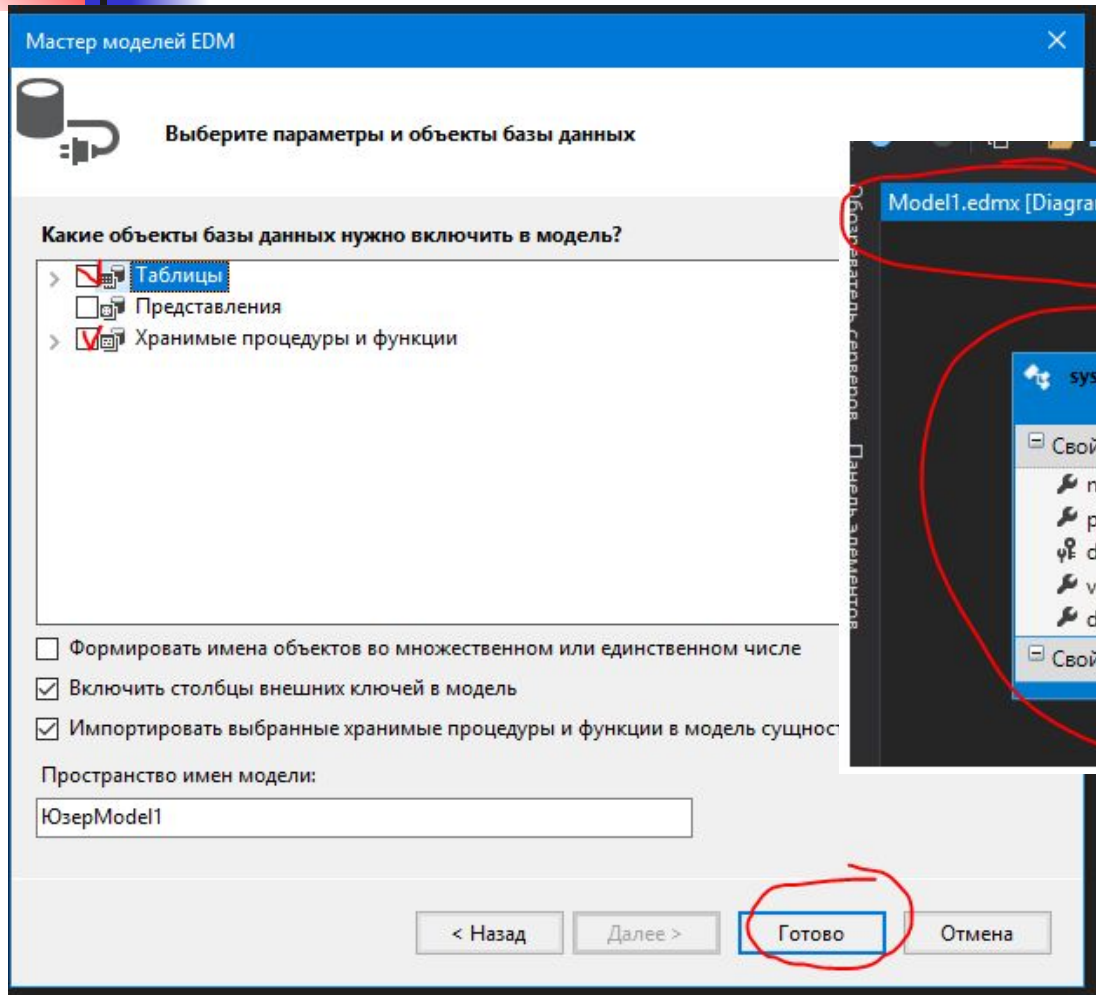 Мастер моделей EDM
Выберите параметры и объекты базы данных
Какие объекты базы данных нужно включить в модель?
Таблицы
Представления
Хранимые процедуры и функции
Формировать имена объектов во множественном или единственном числе
Включить столбцы внешних ключей в модель
Импортировать выбранные хранимые процедуры и функции в модель сущнос
Пространство имен модели:
ЮзерModel1
< Назад
Далее >
Готово
Отмена
Обозреватель серверов
Панель элементов
Model1.edmx [Diagra
sys
Свой
n
p
d
v
d
Свой